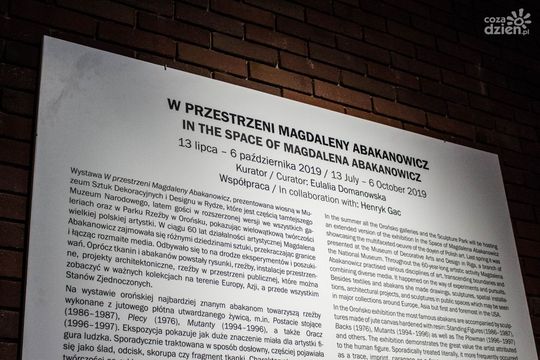 coza
dzien.pl
W PRZESTRZENI MAGDALENY ABAKANOWICZ
IN THE SPACE OF MAGDALENA ABAKANOWICZ
13 lipca – 6 października 2019 / 13 July – 6 October 2019
Kurator / Curator: Eulalia Domanowska
Współpraca / In collaboration with: Henryk Gac
Wystawa W przestrzeni Magdaleny Abakanowicz, prezentowana wiosną w Mu-
zeum Sztuk Dekoracyjnych i Designu w Rydze, które jest częścią tamtejszego
Muzeum Narodowego, latem gości w rozszerzonej wersji we wszystkich ga-
leriach oraz w Parku Rzeźby w Orońsku, pokazując wielowątkową twórczość
wielkiej polskiej artystki. W ciągu 60 lat działalności artystycznej Magdalena
Abakanowicz zajmowała się różnymi dziedzinami sztuki, przekraczając granice
i łącząc rozmaite media. Odbywało się to na drodze eksperymentów i poszuki-
wań. Oprócz tkanin i abakanów powstały rysunki, rzeźby, instalacje przestrzen-
ne, projekty architektoniczne, rzeźby w przestrzeni publicznej, które można
zobaczyć w ważnych kolekcjach na terenie Europy, Azji, a przede wszystkim
Stanów Zjednoczonych.
Na wystawie orońskiej najbardziej znanym abakanom towarzyszą rzeźby
wykonane z jutowego płótna utwardzanego żywicą, m.in. Postacie stojące
(1986–1987), Plecy (1976), Mutanty (1994–1996), a także Oracz
(1996–1997). Ekspozycja pokazuje jak duże znaczenie miała dla artystki fi-
gura ludzka. Sporadycznie traktowana w sposób dosłowny, częściej pojawiała
się jako ślad, odcisk, skorupa czy fragment tkanki.
In the summer all the Orońsko galleries and the Sculpture Park will be hosting
an extended version of the exhibition In the Space of Magdalena Abakanowicz,
showcasing the multifaceted oeuvre of the doyen of Polish art. Last spring it was
presented at the Museum of Decorative Arts and Design in Riga, a branch of
the National Museum. Throughout the 60-year-long artistic activity Magdalena
Abakanowicz practised various disciplines of art, transcending boundaries and
combining diverse media. It happened on the way of experiments and pursuits.
Besides textiles and abakans she made drawings, sculptures, spatial installa-
tions, architectural projects, and sculptures in public spaces which may be seen
in major collections around Europe, Asia but first and foremost in the USA.
In the Orońsko exhibition the most famous abakans are accompanied by sculp-
tures made of jute canvas hardened with resin: Standing Figures (1986–1987),
Backs (1976), Mutants (1994–1996) as well as The Plowman (1996–1997)
and others. The exhibition demonstrates the great value that the artist attached
to the human figure. Sporadically treated literally, it more frequently appeared